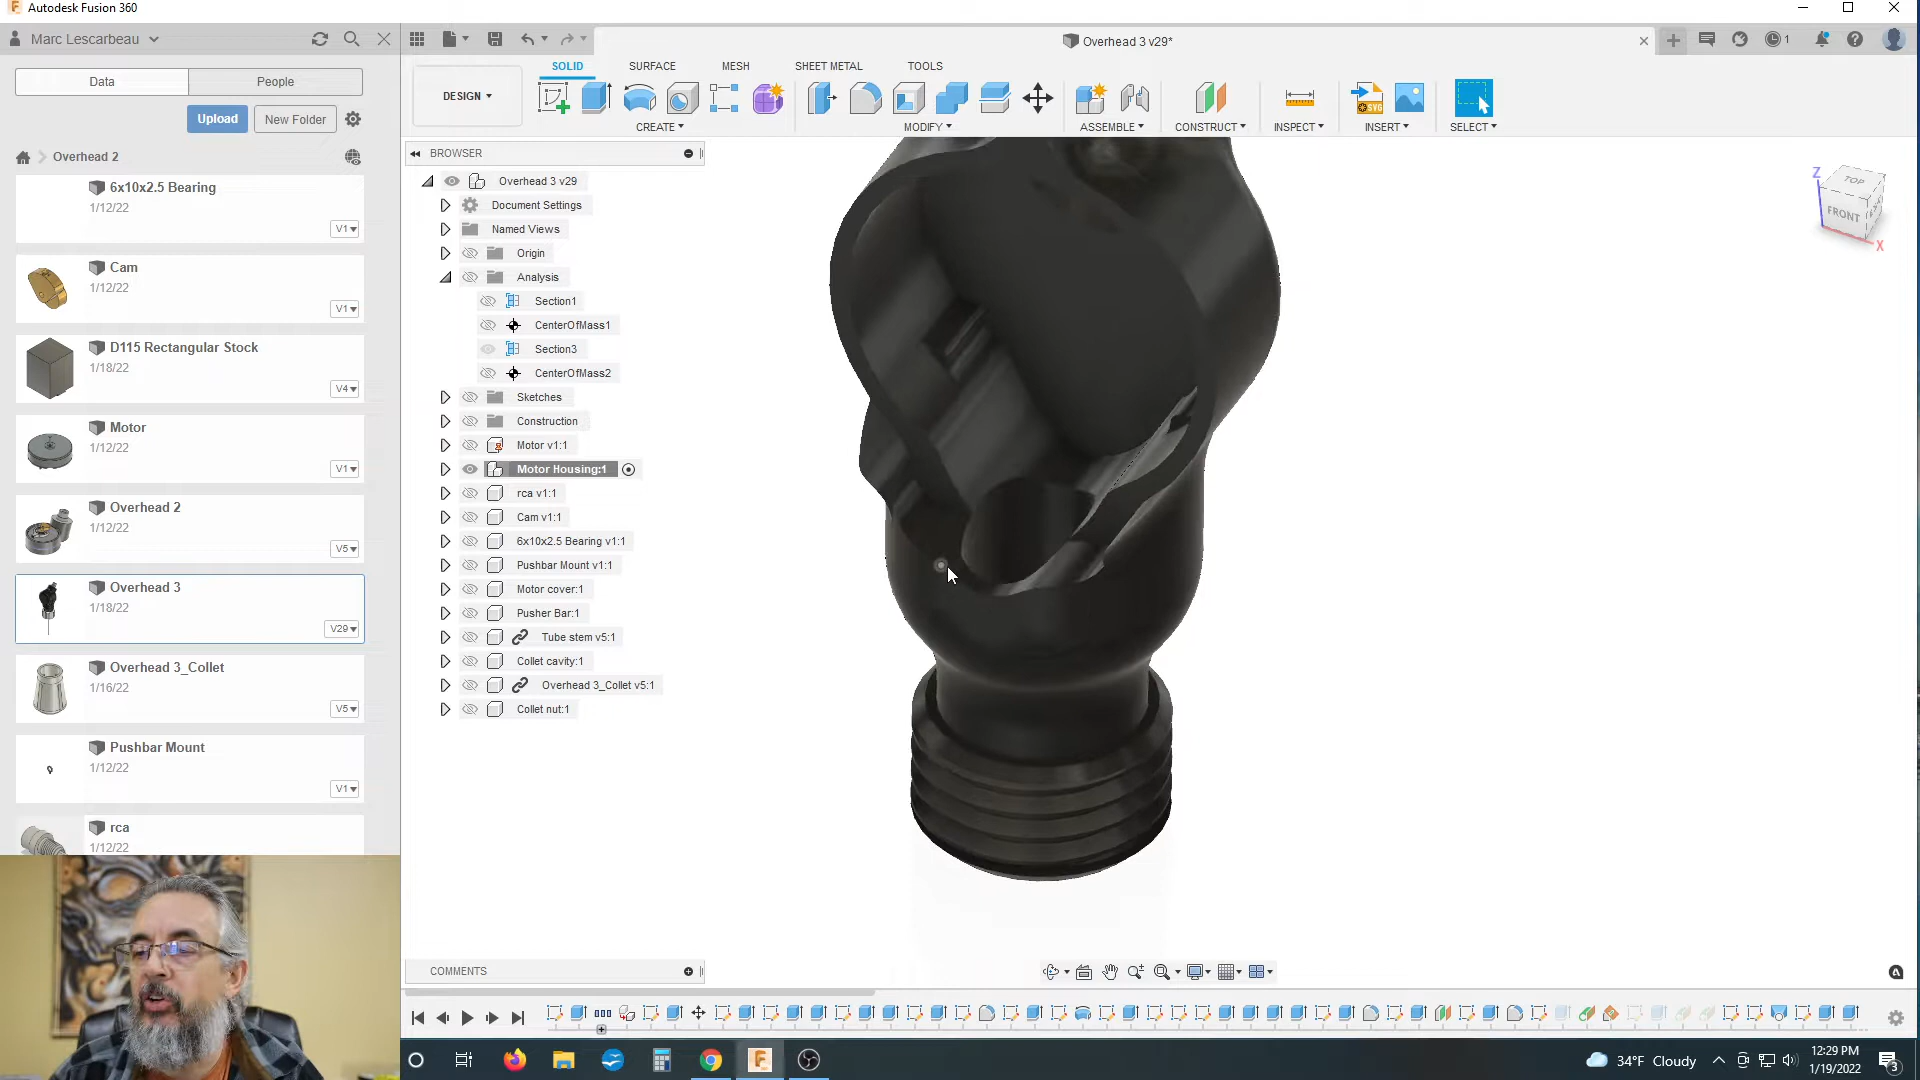 Autodesk Fusion 360
Marc Lescarbeau
Overhead 3 v29*
1
Data
People
Upload
New Folder
Overhead 2
6x10x2.5 Bearing
1/12/22
V1
Cam
1/12/22
V1
D115 Rectangular Stock
1/18/22
V4
Motor
1/12/22
V1
Overhead 2
1/12/22
V5
Overhead 3
1/18/22
V29
Overhead 3_Collet
1/16/22
V5
Pushbar Mount
1/12/22
V1
rca
1/12/22
DESIGN
SOLID
SURFACE
MESH
SHEET METAL
TOOLS
CREATE
MODIFY
ASSEMBLE
CONSTRUCT
INSPECT
INSERT
SELECT
SVG
BROWSER
Overhead 3 v29
Document Settings
Named Views
Origin
Analysis
Section1
CenterOfMass1
Section3
CenterOfMass2
Sketches
Construction
Motor v1:1
Motor Housing:1
rca v1:1
Cam v1:1
6x10x2.5 Bearing v1:1
Pushbar Mount v1:1
Motor cover:1
Pusher Bar:1
Tube stem v5:1
Collet cavity:1
Overhead 3_Collet v5:1
Collet nut:1
Z
TOP
FRONT
X
COMMENTS
34°F Cloudy
12:29 PM
1/19/2022
3